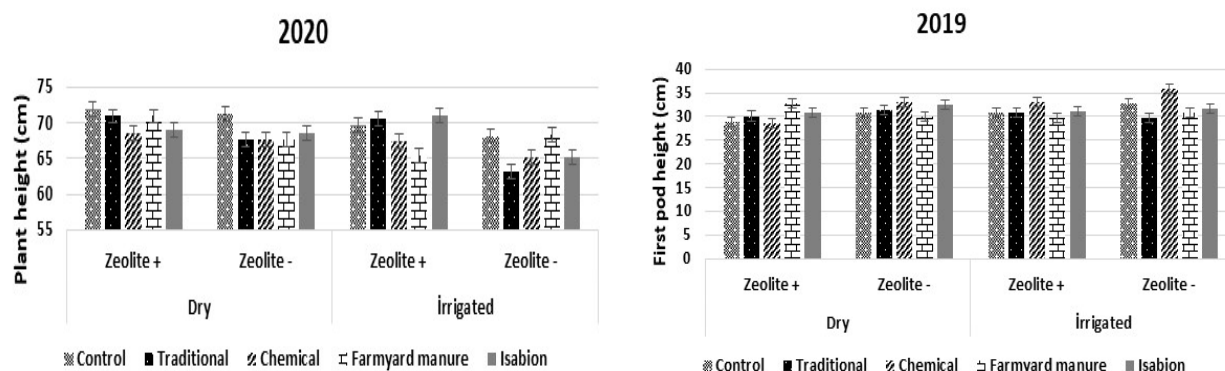 2020
Plant height (cm)
75
70
65
60
55
Zeolite +
Zeolite -
Zeolite +
Zeolite -
Dry
İrrigated
Control
Traditional
Chemical
Farmyard manure
Isabion
2019
First pod height (cm)
40
35
30
25
20
15
10
5
0
Zeolite +
Zeolite -
Zeolite +
Zeolite -
Dry
İrrigated
Control
Traditional
Chemical
Farmyard manure
Isabion